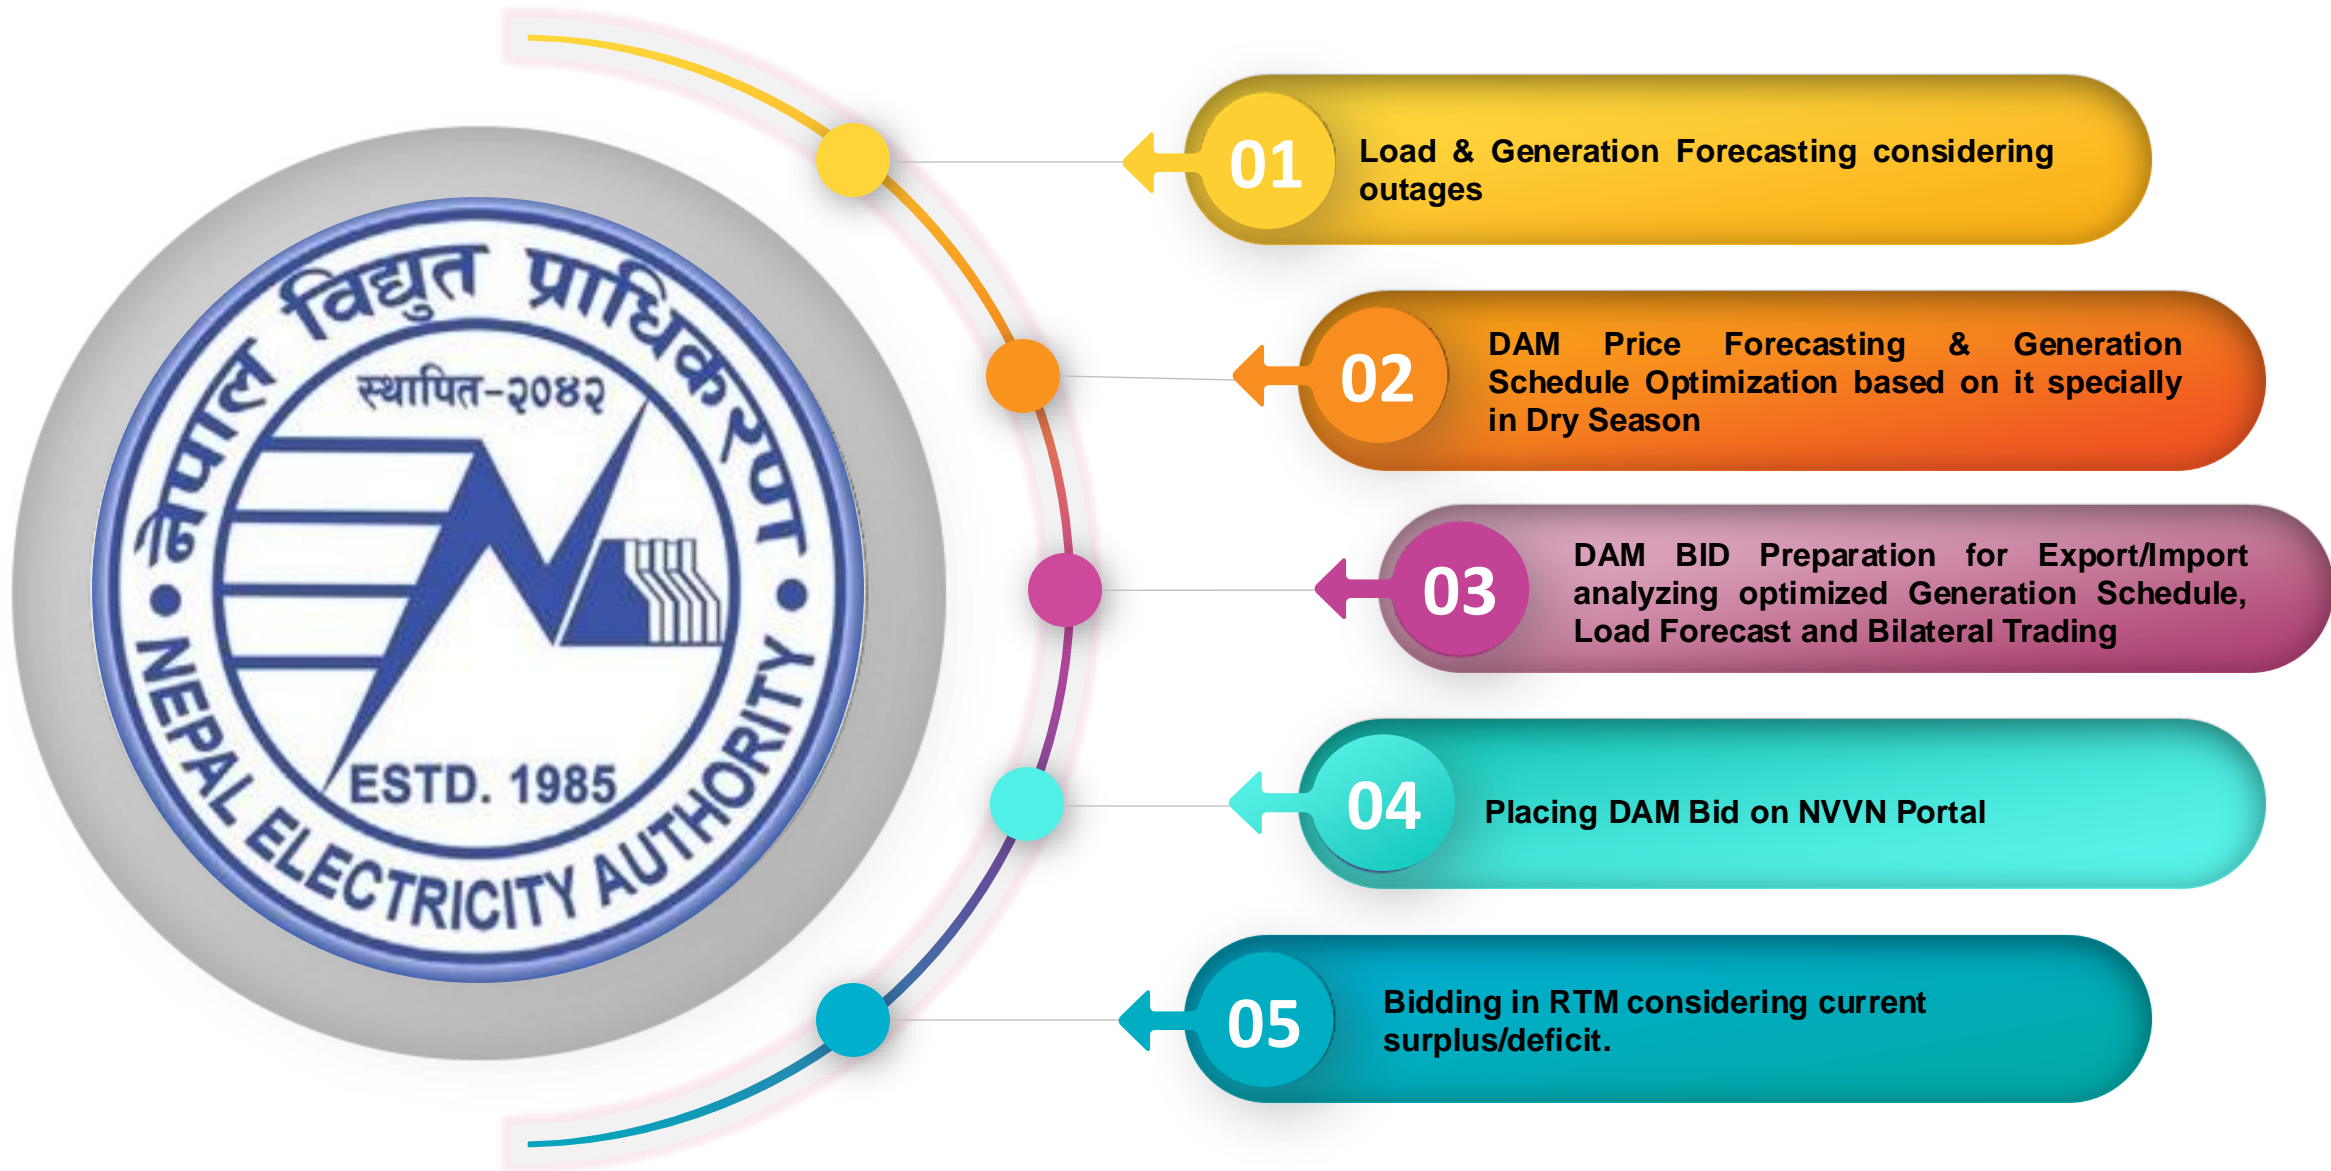 नेपाल विद्युत प्राधिकरण
स्थापित-२०४२
ESTD. 1985
NEPAL ELECTRICITY AUTHORITY
01
Load & Generation Forecasting considering
outages
02
DAM Price Forecasting & Generation
Schedule Optimization based on it specially
in Dry Season
03
DAM BID Preparation for Export/Import
analyzing optimized Generation Schedule,
Load Forecast and Bilateral Trading
04
Placing DAM Bid on NVVN Portal
05
Bidding in RTM considering current
surplus/deficit.